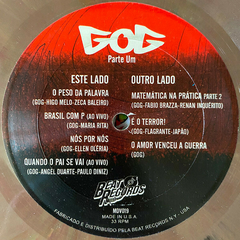 GOG
Parte Um
ESTE LADO
O PESO DA PALAVRA
(GOG-HIGO MELO-ZECA BALEIRO)
BRASIL COM P (AO VIVO)
(GOG-MARIA RITA)
NÓS POR NÓS
(GOG-ELLEN OLÉRIA)
QUANDO O PAI SE VAI (AO VIVO)
(GOG-ANGEL DUARTE-PAULO DINIZ)
OUTRO LADO
MATEMÁTICA NA PRÁTICA PARTE 2
(GOG-FABIO BRAZZA-RENAN INQUÉRITO)
É O TERROR!
(GOG-FLAGRANTE-JAPÃO)
O AMOR VENCEU A GUERRA
(GOG)
BEAT RECORDS
MOV019
MADE IN U.S.A.
33 RPM
FABRICADO E DISTRIBUIDO P/LA BEAT RECORDS N.Y. USA